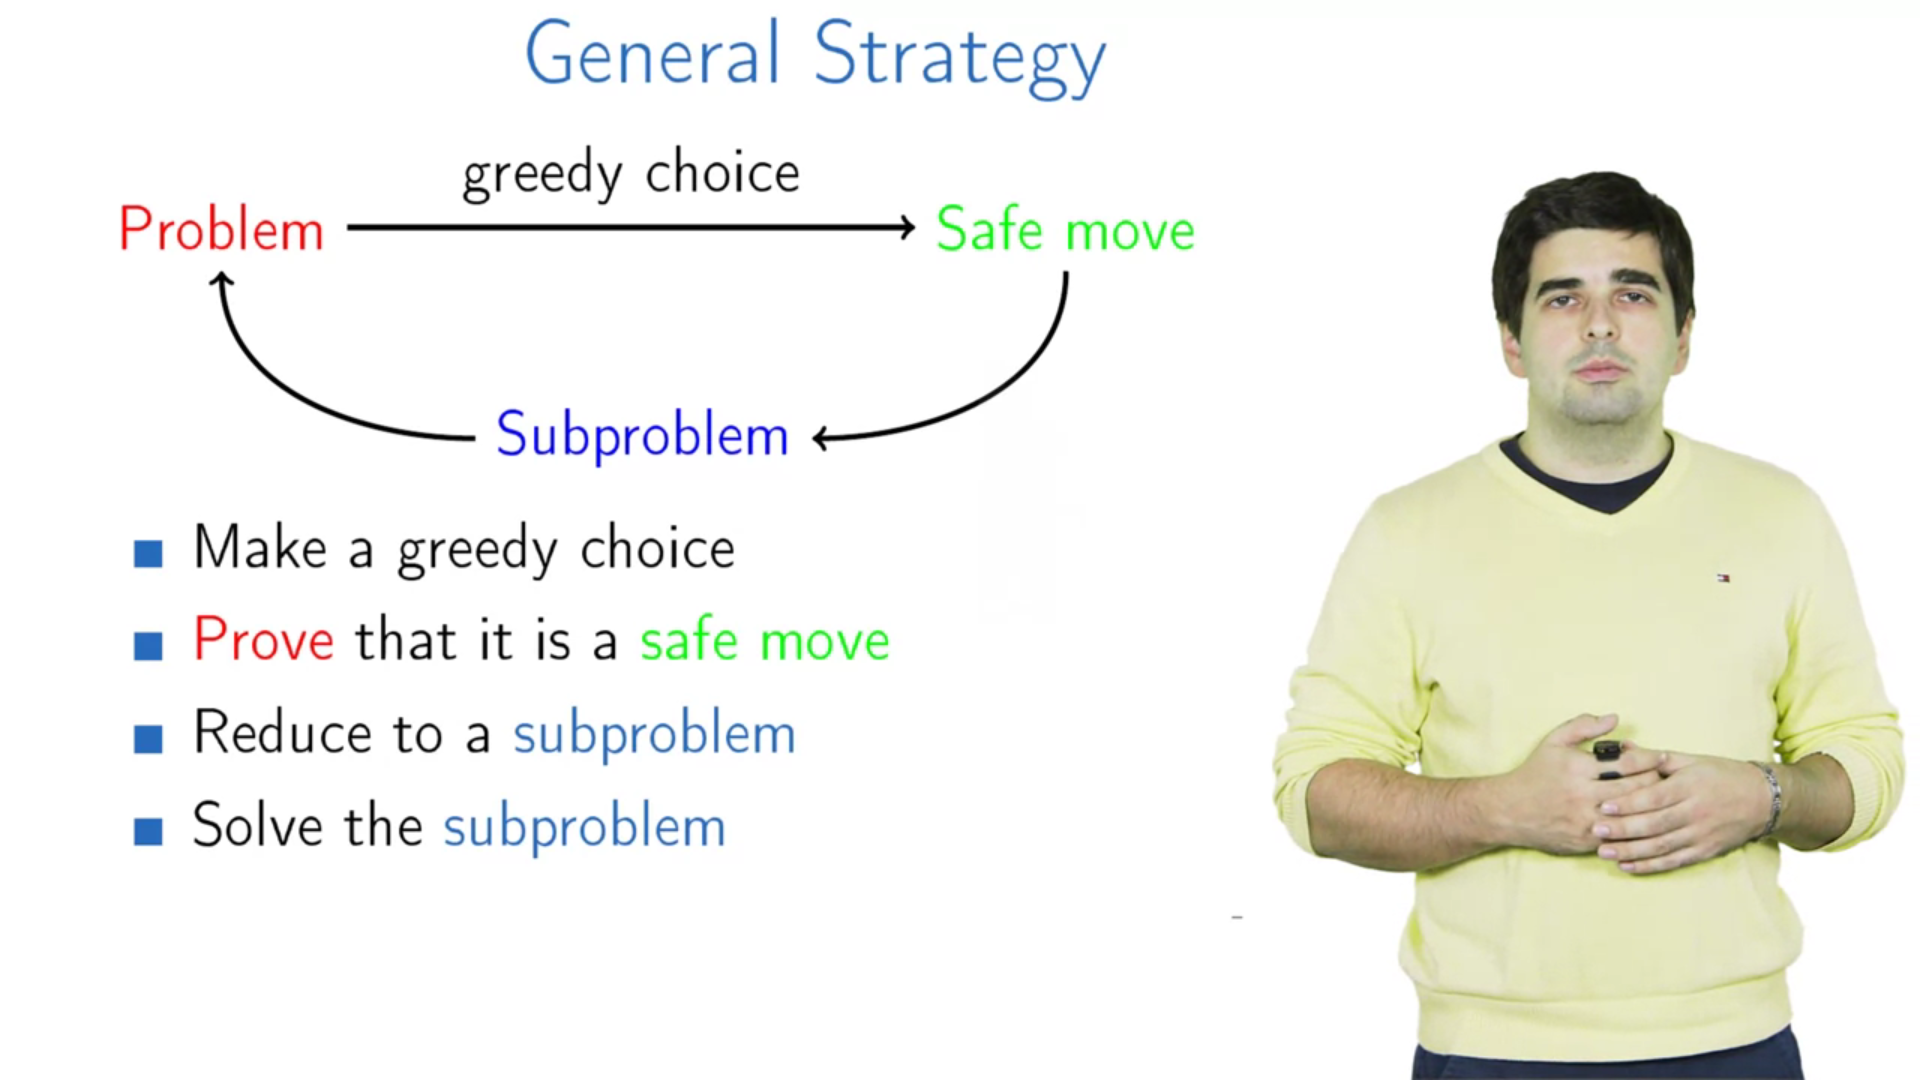 General Strategy
greedy choice
Problem
Safe move
Subproblem
Make a greedy choice
Prove that it is a safe move
Reduce to a subproblem
Solve the subproblem